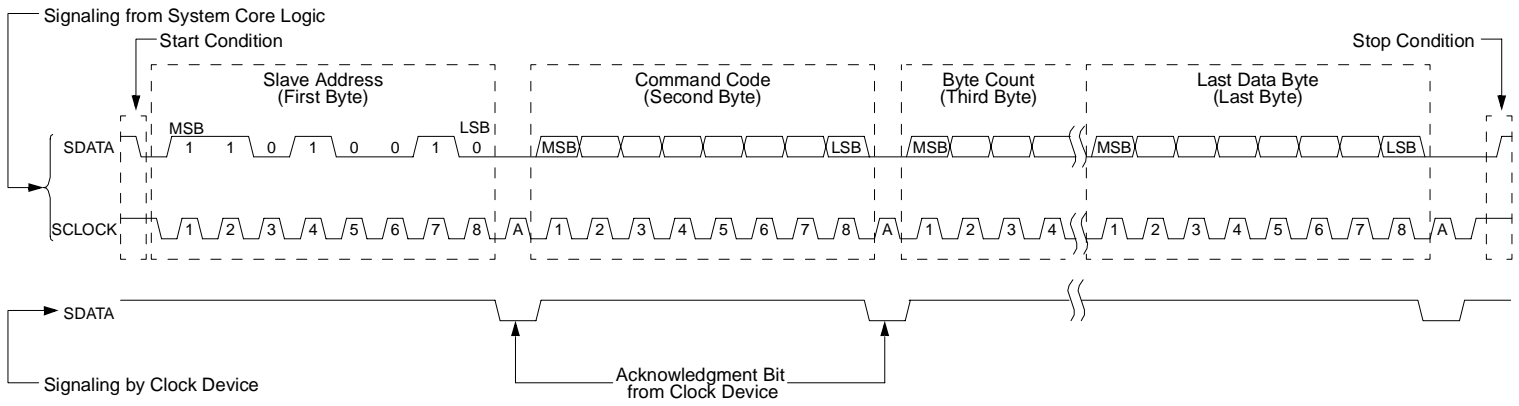 Signaling from System Core Logic
Start Condition
Stop Condition
Slave Address
(First Byte)
Command Code
(Second Byte)
Byte Count
(Third Byte)
Last Data Byte
(Last Byte)
MSB
LSB
SDATA
1 1 0 1 0 0 1 0
MSB
LSB
MSB
MSB
LSB
SCLOCK
1 2 3 4 5 6 7 8 A 1 2 3 4 5 6 7 8 A 1 2 3 4 1 2 3 4 5 6 7 8 A
SDATA
Signaling by Clock Device
Acknowledgment Bit
from Clock Device